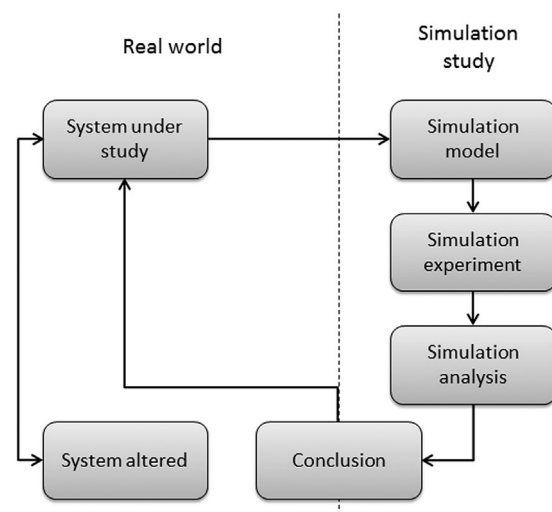 Real world
Simulation
study
System under
study
Simulation
model
Simulation
experiment
Simulation
analysis
System altered
Conclusion